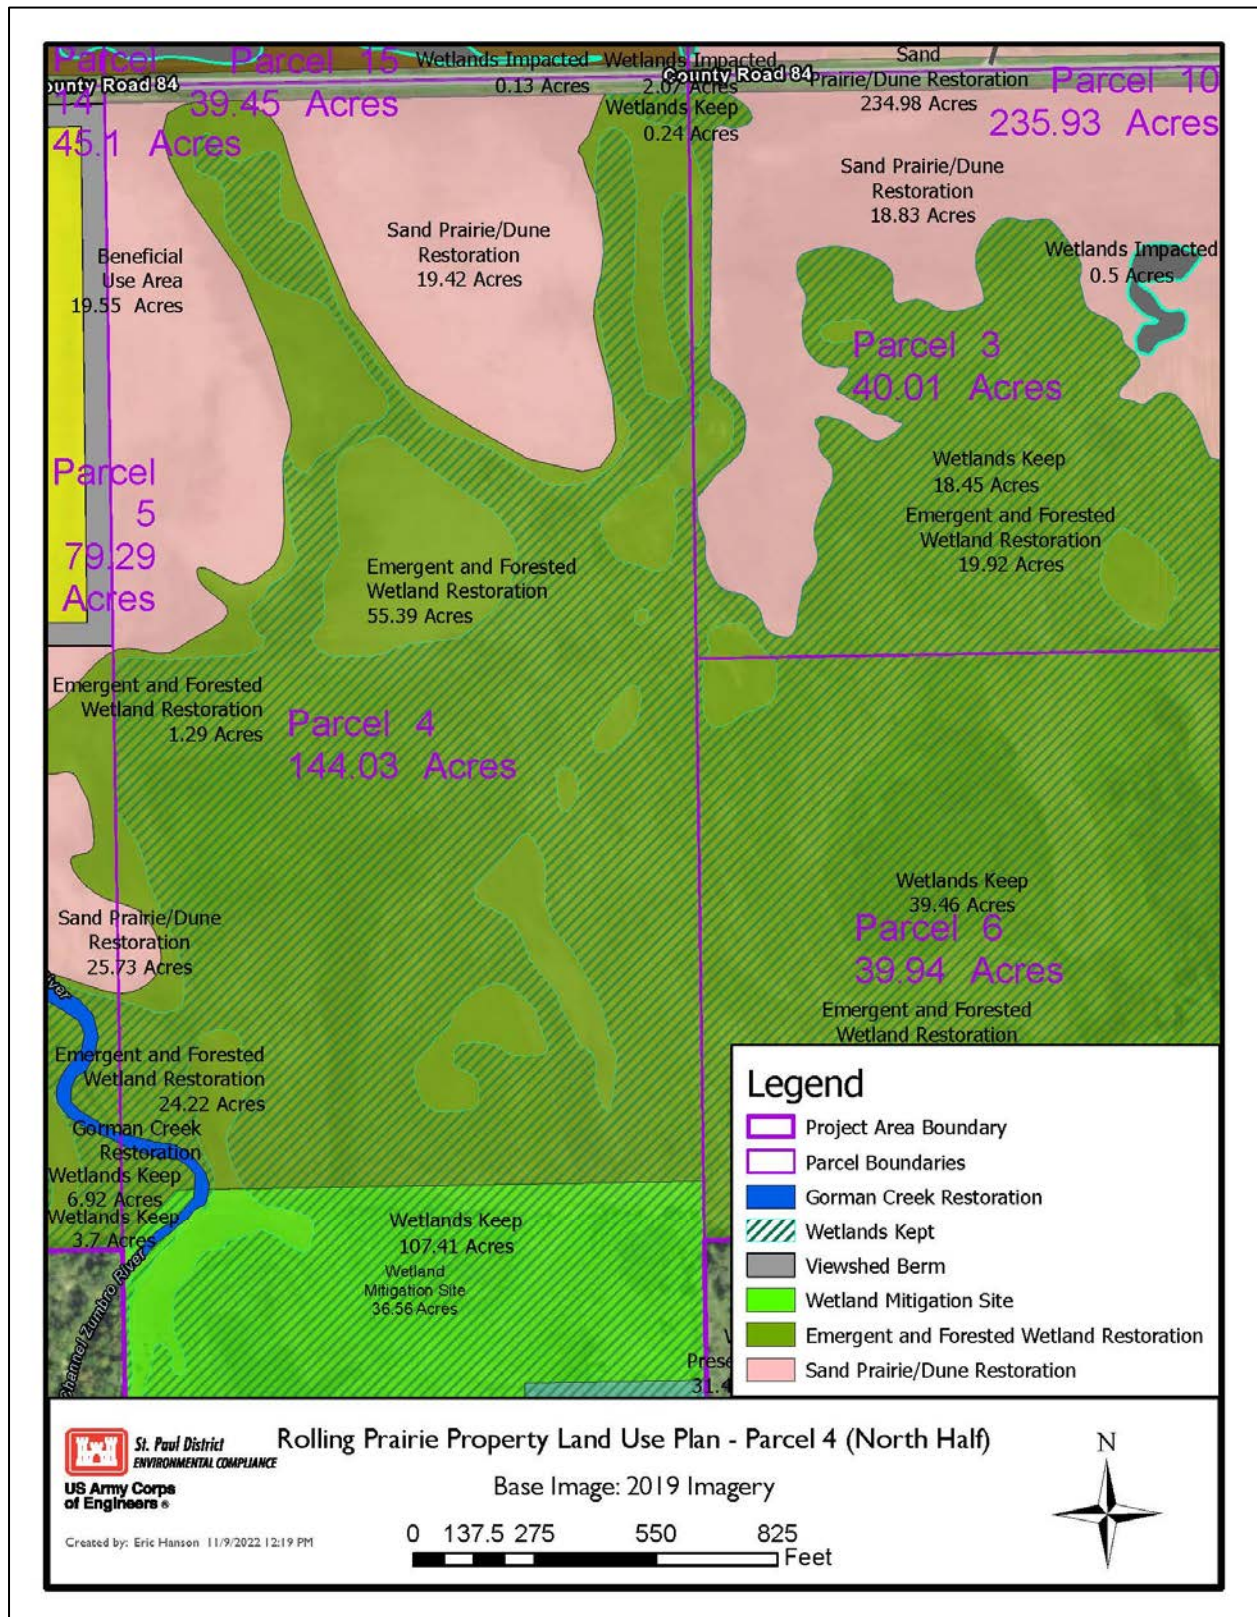 Parcel
14
45.1 Acres
Parcel 15
39.45 Acres
Wetlands Impacted
0.13 Acres
Wetlands Impacted
2.07 Acres
Sand
Prairie/Dune Restoration
234.98 Acres
Parcel 10
235.93 Acres
ounty Road 84
County Road 84
Wetlands Keep
0.24 Acres
Sand Prairie/Dune
Restoration
18.83 Acres
Beneficial
Use Area
19.55 Acres
Sand Prairie/Dune
Restoration
19.42 Acres
Wetlands Impacted
0.5 Acres
Parcel 3
40.01 Acres
Parcel
5
79.29
Acres
Wetlands Keep
18.45 Acres
Emergent and Forested
Wetland Restoration
19.92 Acres
Emergent and Forested
Wetland Restoration
55.39 Acres
Emergent and Forested
Wetland Restoration
1.29 Acres
Parcel 4
144.03 Acres
Wetlands Keep
39.46 Acres
Parcel 6
39.94 Acres
Sand Prairie/Dune
Restoration
25.73 Acres
River
Emergent and Forested
Wetland Restoration
Emergent and Forested
Wetland Restoration
24.22 Acres
Gorman Creek
Restoration
Wetlands Keep
6.92 Acres
Wetlands Keep
3.7 Acres
Channel Zumbro River
Wetlands Keep
107.41 Acres
Wetland
Mitigation Site
36.56 Acres
Prese
31.4
Legend
Project Area Boundary
Parcel Boundaries
Gorman Creek Restoration
Wetlands Kept
Viewshed Berm
Wetland Mitigation Site
Emergent and Forested Wetland Restoration
Sand Prairie/Dune Restoration
St. Paul District
ENVIRONMENTAL COMPLIANCE
US Army Corps
of Engineers ®
Created by: Eric Hanson 11/9/2022 12:19 PM
Rolling Prairie Property Land Use Plan - Parcel 4 (North Half)
Base Image: 2019 Imagery
0 137.5 275 550 825
Feet
N